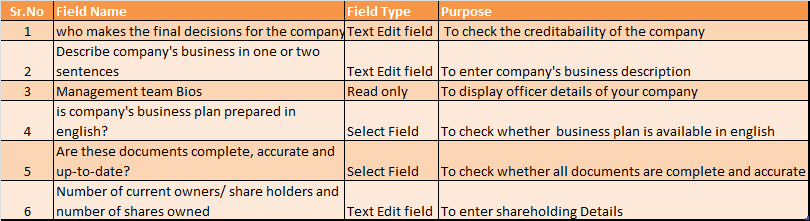 Sr.No Field Name Field Type Purpose
1 who makes the final decisions for the company Text Edit field To check the creditabaility of the company
Describe company's business in one or two
2 sentences Text Edit field To enter company's business description
3 Management team Bios Read only To display officer details of your company
is company's business plan prepared in
4 english? Select Field To check whether business plan is available in english
Are these documents complete, accurate and
5 up-to-date? Select Field To check whether all documents are complete and accurate
Number of current owners/ share holders and
6 number of shares owned Text Edit field To enter shareholding Details